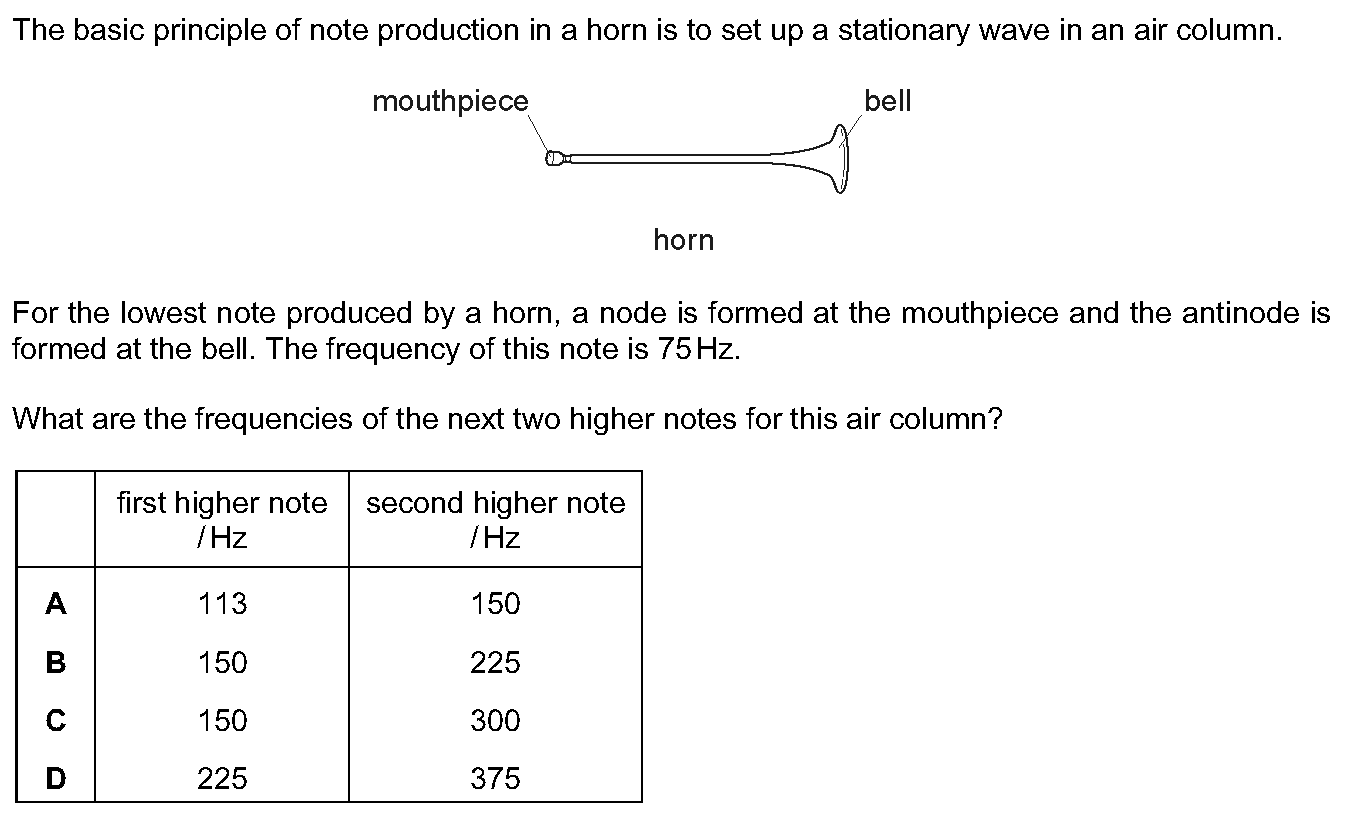 The basic principle of note production in a horn is to set up a stationary wave in an air column.
mouthpiece
bell
horn
For the lowest note produced by a horn, a node is formed at the mouthpiece and the antinode is
formed at the bell. The frequency of this note is 75 Hz.
What are the frequencies of the next two higher notes for this air column?
first higher note second higher note
/ Hz / Hz
A 113 150
B 150 225
C 150 300
D 225 375